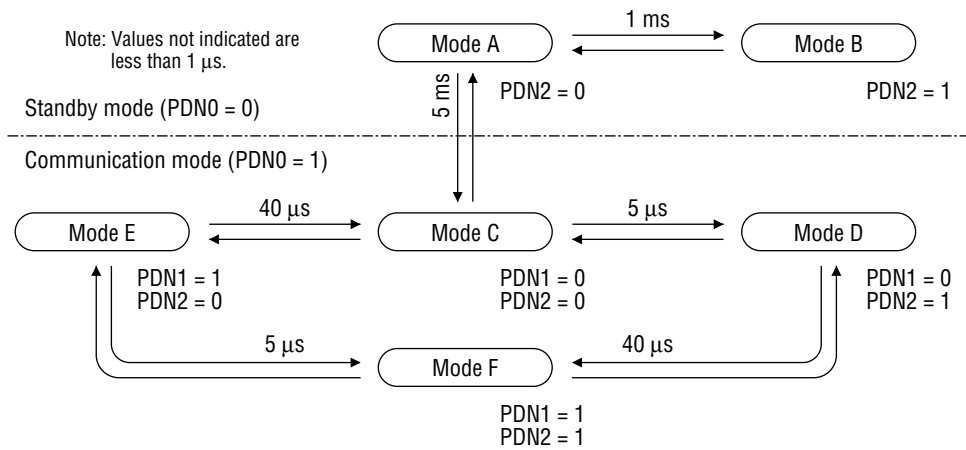 Note: Values not indicated are
less than 1 μs.
Mode A
1 ms
Mode B
PDN2 = 0
PDN2 = 1
5 ms
Standby mode (PDN0 = 0)
Communication mode (PDN0 = 1)
Mode E
40 μs
Mode C
5 μs
Mode D
PDN1 = 1
PDN2 = 0
PDN1 = 0
PDN2 = 0
PDN1 = 0
PDN2 = 1
5 μs
Mode F
40 μs
PDN1 = 1
PDN2 = 1